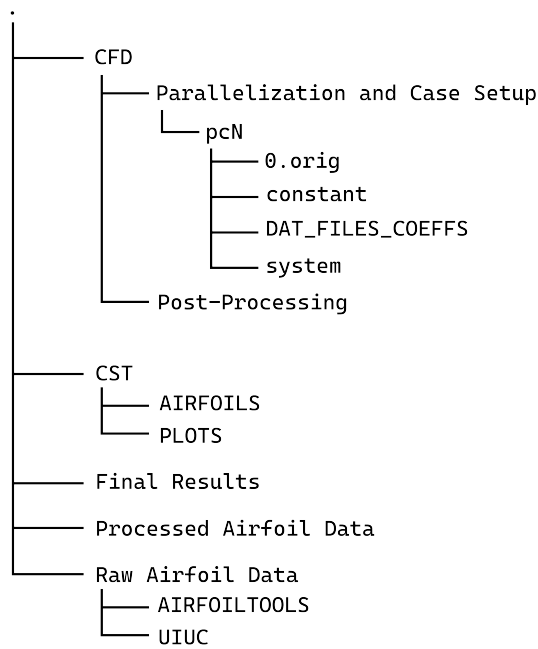 .
CFD
Parallelization and Case Setup
pcN
0.orig
constant
DAT_FILES_COEFFS
system
Post-Processing
CST
AIRFOILS
PLOTS
Final Results
Processed Airfoil Data
Raw Airfoil Data
AIRFOILTOOLS
UIUC